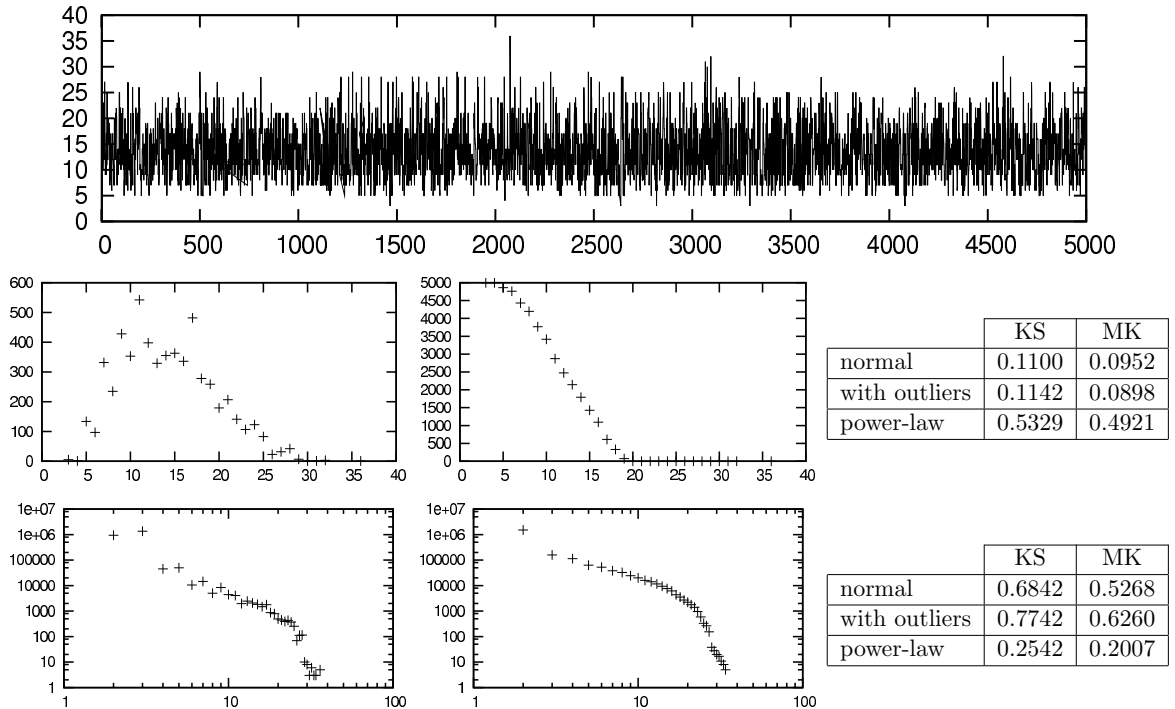 40
35
30
25
20
15
10
5
0
0 500 1000 1500 2000 2500 3000 3500 4000 4500 5000
600
500
400
300
200
100
0
0 5 10 15 20 25 30 35 40
5000
4500
4000
3500
3000
2500
2000
1500
1000
500
0
0 5 10 15 20 25 30 35 40
KS MK
normal 0.1100 0.0952
with outliers 0.1142 0.0898
power-law 0.5329 0.4921
1e+07
1e+06
100000
10000
1000
100
10
1
1 10 100
1e+07
1e+06
100000
10000
1000
100
10
1
1 10 100
KS MK
normal 0.6842 0.5268
with outliers 0.7742 0.6260
power-law 0.2542 0.2007